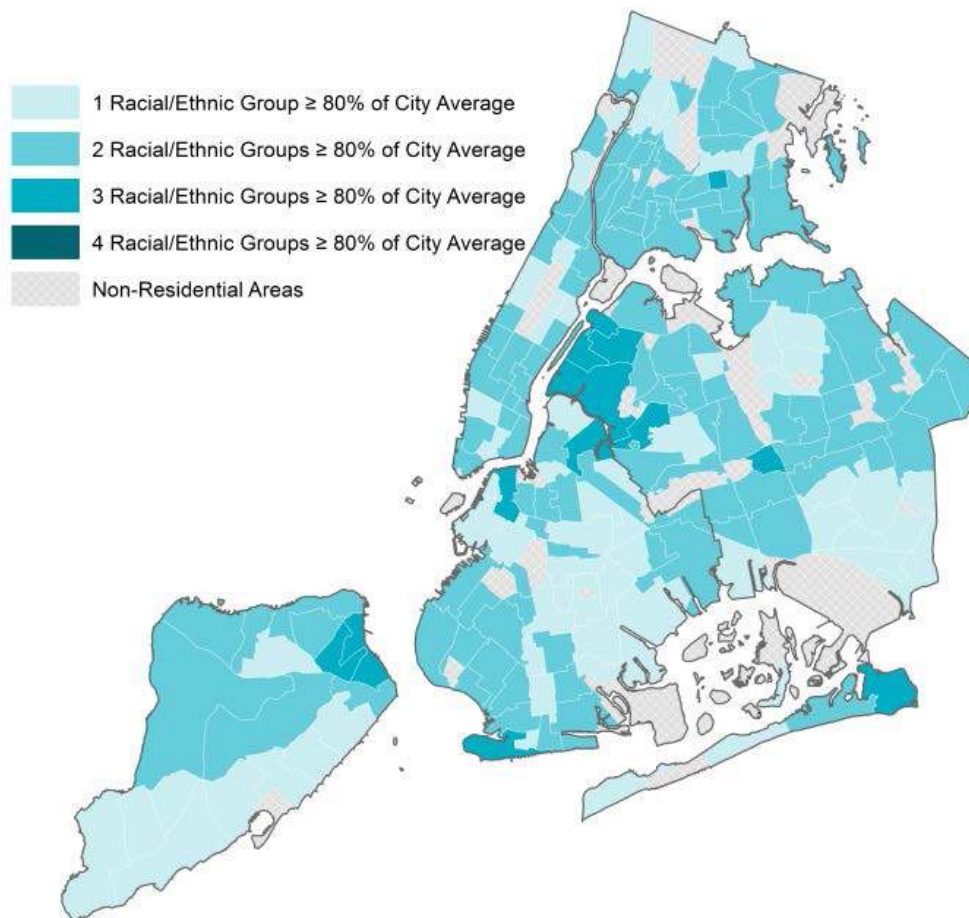 1 Racial/Ethnic Group ≥ 80% of City Average
2 Racial/Ethnic Groups ≥ 80% of City Average
3 Racial/Ethnic Groups ≥ 80% of City Average
4 Racial/Ethnic Groups ≥ 80% of City Average
Non-Residential Areas